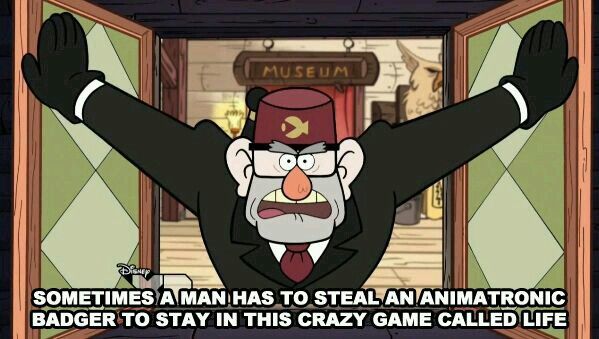 MUSEUM
Disney
SOMETIMES A MAN HAS TO STEAL AN ANIMATRONIC
BADGER TO STAY IN THIS CRAZY GAME CALLED LIFE